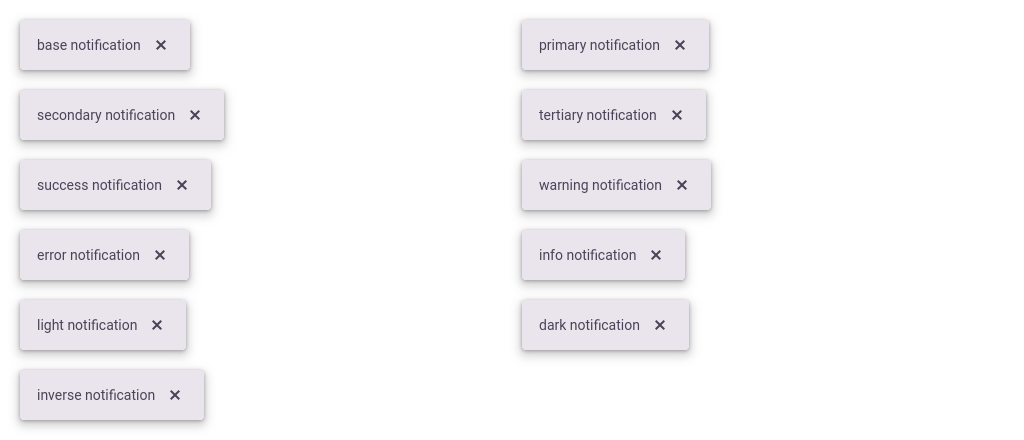 base notification ✕
primary notification ✕
secondary notification ✕
tertiary notification ✕
success notification ✕
warning notification ✕
error notification ✕
info notification ✕
light notification ✕
dark notification ✕
inverse notification ✕